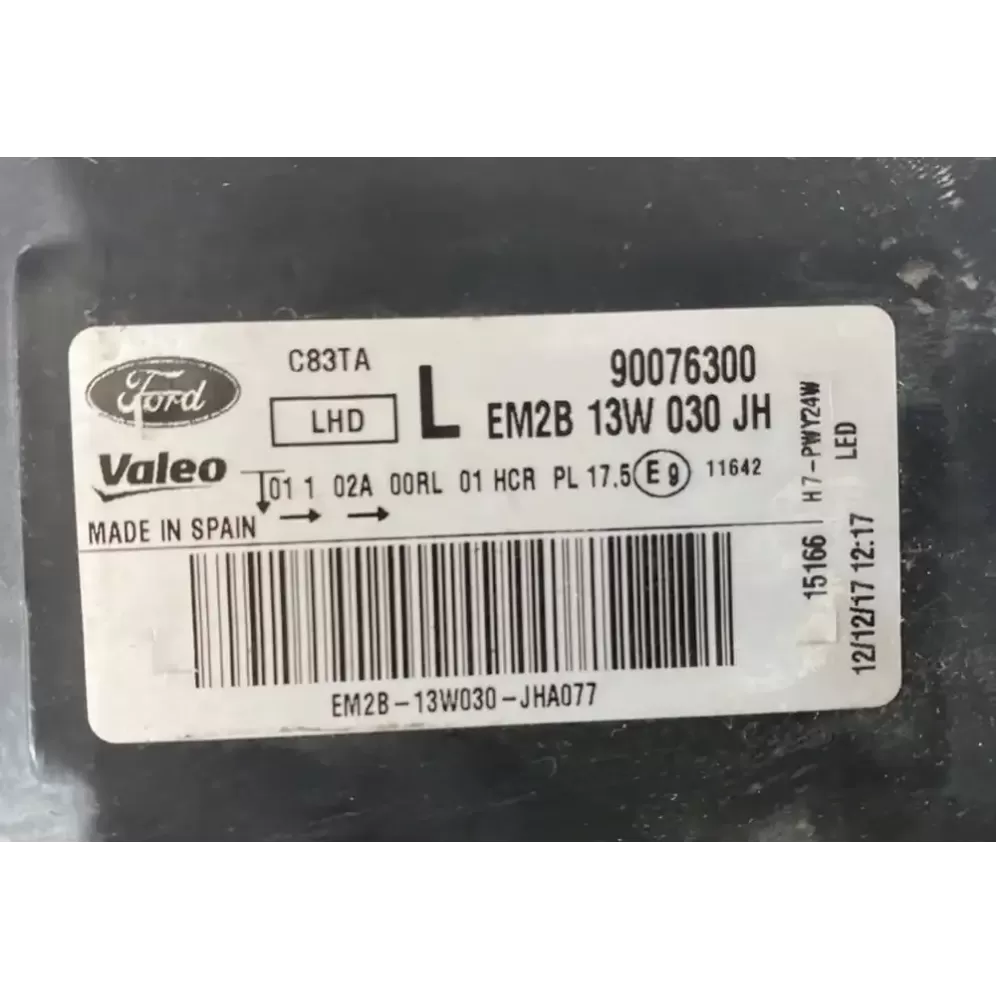 Ford
C83TA
LHD
L
90076300
EM2B 13W 030 JH
Valeo
01 1 02A 00RL 01 HCR PL 17,5 E9 11642
MADE IN SPAIN
EM2B-13W030-JHA077
15166 H7-PWY24W
LED
12/12/17 12:17